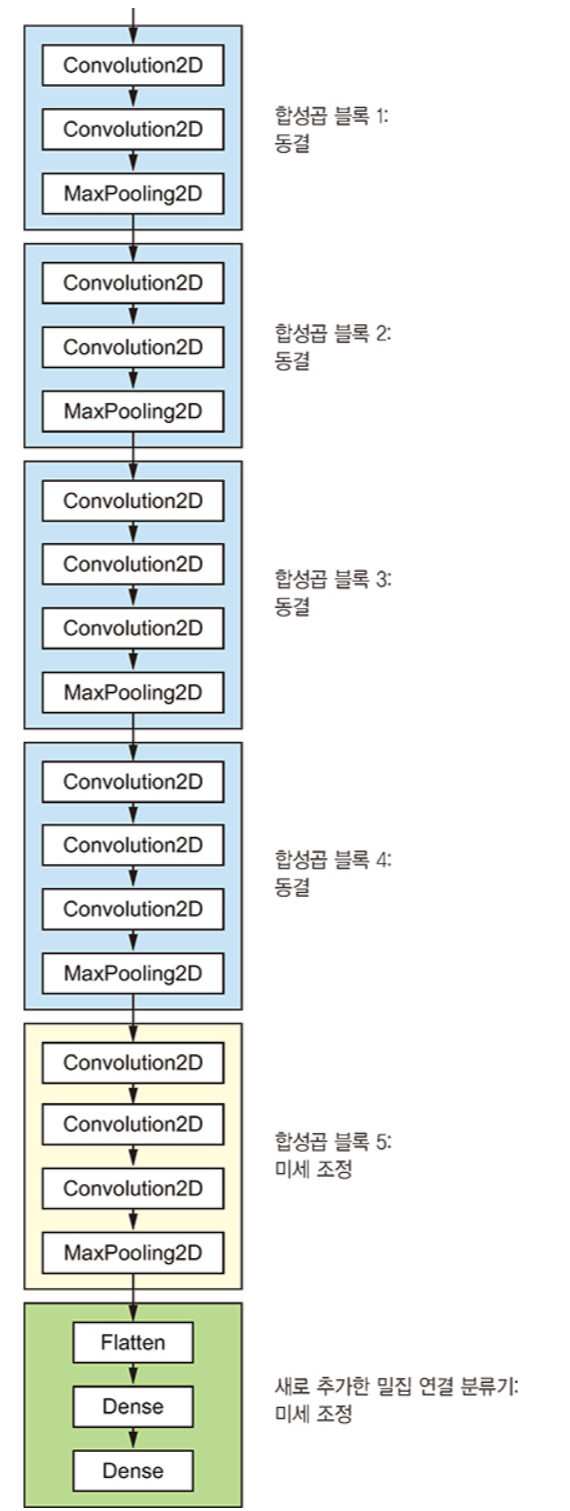 Convolution2D
Convolution2D
MaxPooling2D
합성곱 블록 1:
동결
Convolution2D
Convolution2D
MaxPooling2D
합성곱 블록 2:
동결
Convolution2D
Convolution2D
Convolution2D
MaxPooling2D
합성곱 블록 3:
동결
Convolution2D
Convolution2D
Convolution2D
MaxPooling2D
합성곱 블록 4:
동결
Convolution2D
Convolution2D
Convolution2D
MaxPooling2D
합성곱 블록 5:
미세 조정
Flatten
Dense
Dense
새로 추가한 밀집 연결 분류기:
미세 조정